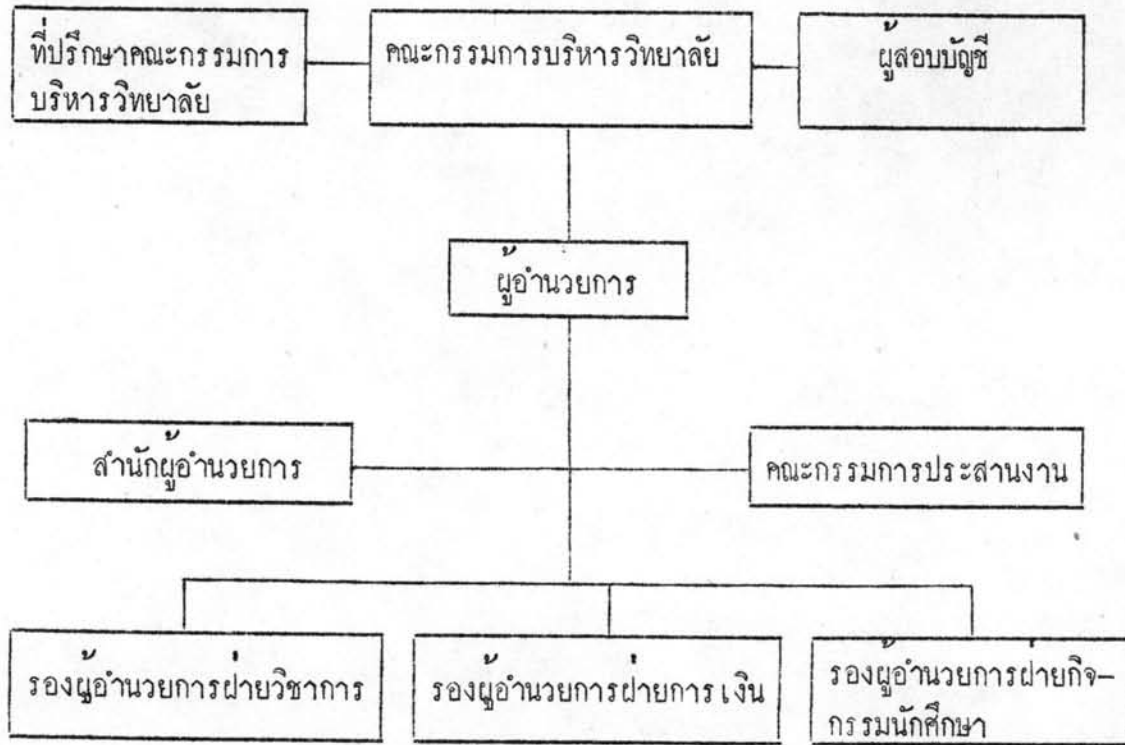 ที่ปรึกษาคณะกรรมการ
บริหารวิทยาลัย
คณะกรรมการบริหารวิทยาลัย
ผู้สอบบัญชี
ผู้อำนวยการ
สำนักผู้อำนวยการ
คณะกรรมการประสานงาน
รองผู้อำนวยการฝ่ายวิชาการ
รองผู้อำนวยการฝ่ายการเงิน
รองผู้อำนวยการฝ่ายกิจ-
กรรมนักศึกษา